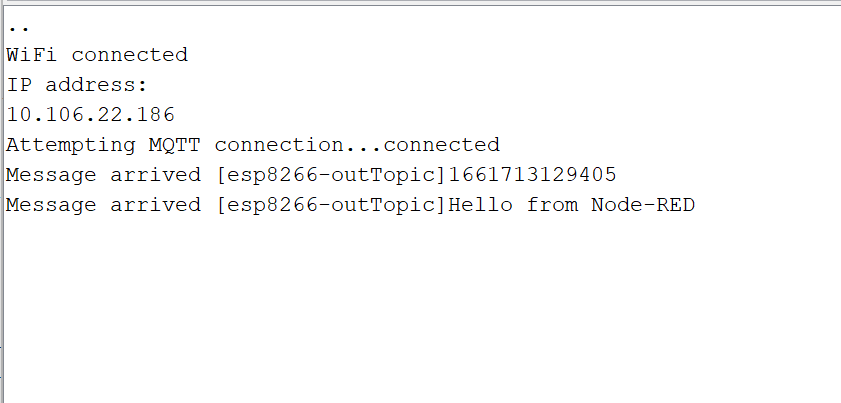 ..
WiFi connected
IP address:
10.106.22.186
Attempting MQTT connection...connected
Message arrived [esp8266-outTopic]1661713129405
Message arrived [esp8266-outTopic]Hello from Node-RED